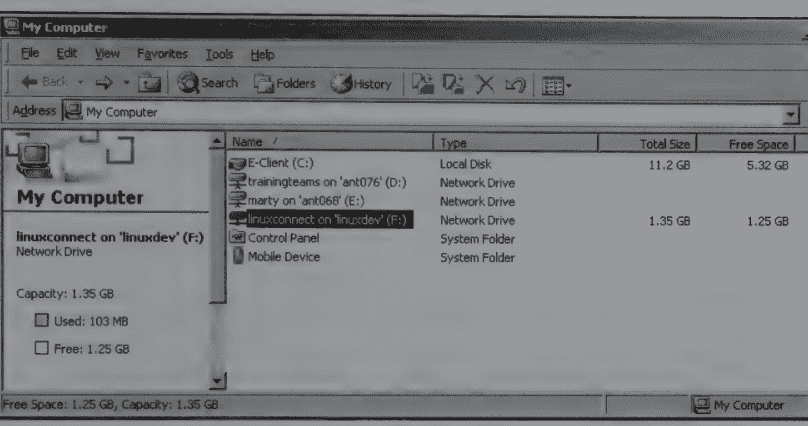 My Computer
File Edit View Favorites Tools Help
Back Search Folders History
Address My Computer
Name / Type Total Size Free Space
E-Client (C:) Local Disk 11.2 GB 5.32 GB
trainingteams on 'ant076' (D:) Network Drive
marty on 'ant068' (E:) Network Drive
linuxconnect on 'linuxdev' (F:) Network Drive 1.35 GB 1.25 GB
Control Panel System Folder
Mobile Device System Folder
My Computer
linuxconnect on 'linuxdev' (F:)
Network Drive
Capacity: 1.35 GB
Used: 103 MB
Free: 1.25 GB
Free Space: 1.25 GB, Capacity: 1.35 GB My Computer